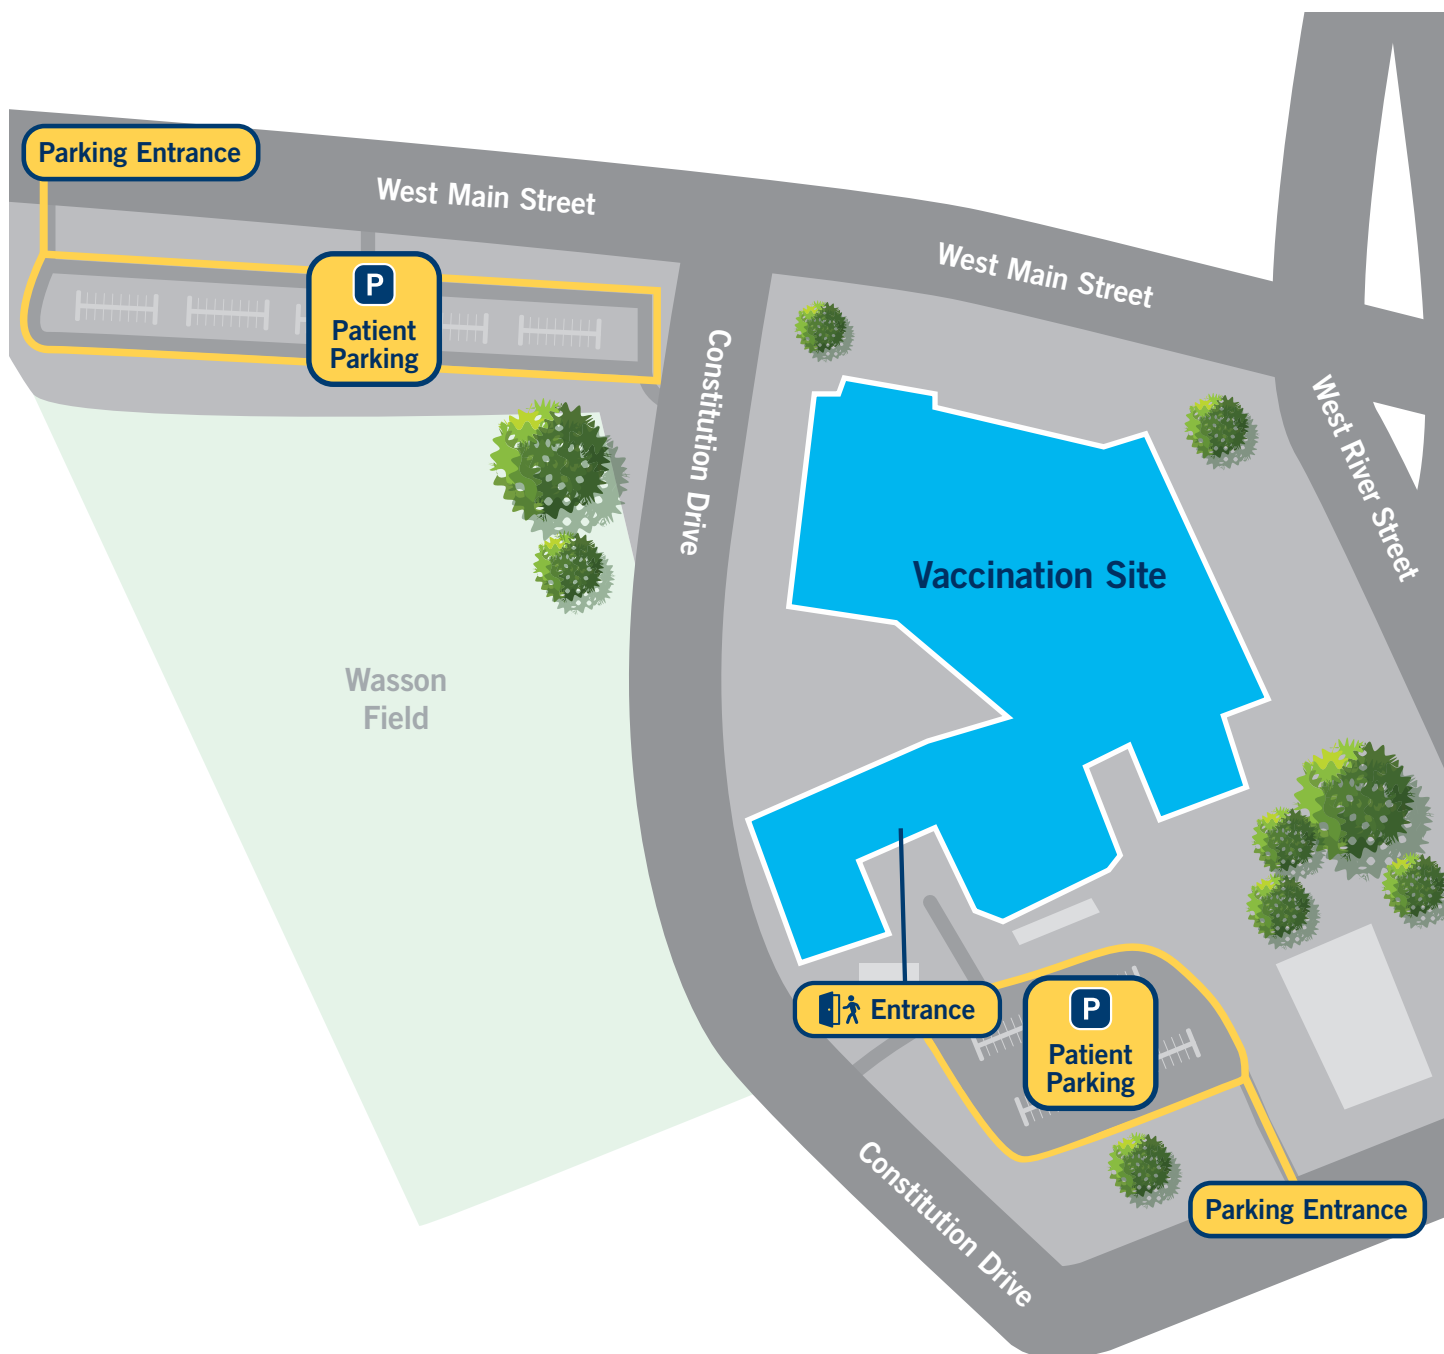 Parking Entrance
West Main Street
West Main Street
P
Patient
Parking
Constitution Drive
West River Street
Vaccination Site
Wasson
Field
Entrance
P
Patient
Parking
Constitution Drive
Parking Entrance